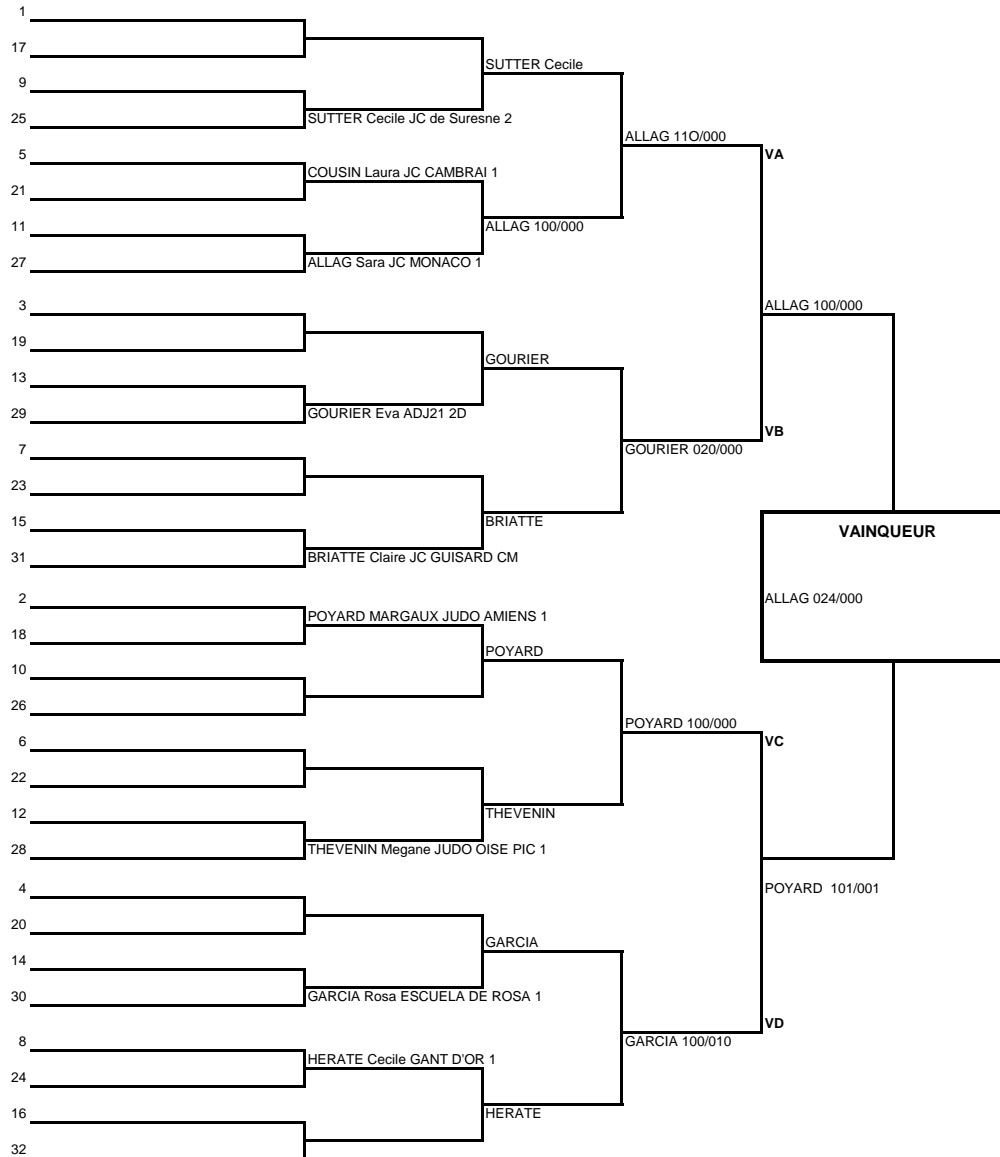 1
17
SUTTER Cecile
9
25
SUTTER Cecile JC de Suresne 2
ALLAG 11O/000
VA
5
COUSIN Laura JC CAMBRAI 1
21
11
ALLAG 100/000
27
ALLAG Sara JC MONACO 1
3
ALLAG 100/000
19
GOURIER
13
29
GOURIER Eva ADJ21 2D
VB
7
GOURIER 020/000
23
15
BRIATTE
31
BRIATTE Claire JC GUISARD CM
VAINQUEUR
ALLAG 024/000
2
POYARD MARGAUX JUDO AMIENS 1
18
POYARD
10
26
POYARD 100/000
VC
6
22
12
THEVENIN
28
THEVENIN Megane JUDO OISE PIC 1
4
POYARD 101/001
20
GARCIA
14
30
GARCIA Rosa ESCUELA DE ROSA 1
VD
8
GARCIA 100/010
HERATE Cecile GANT D'OR 1
24
16
HERATE
32